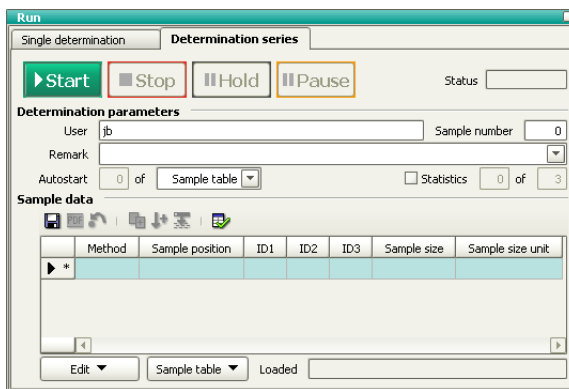 Run
Single determination Determination series
Start Stop Hold Pause Status
Determination parameters
User jb Sample number 0
Remark
Autostart 0 of Sample table Statistics 0 of 3
Sample data
PDF
Method Sample position ID1 ID2 ID3 Sample size Sample size unit
*
Edit Sample table Loaded